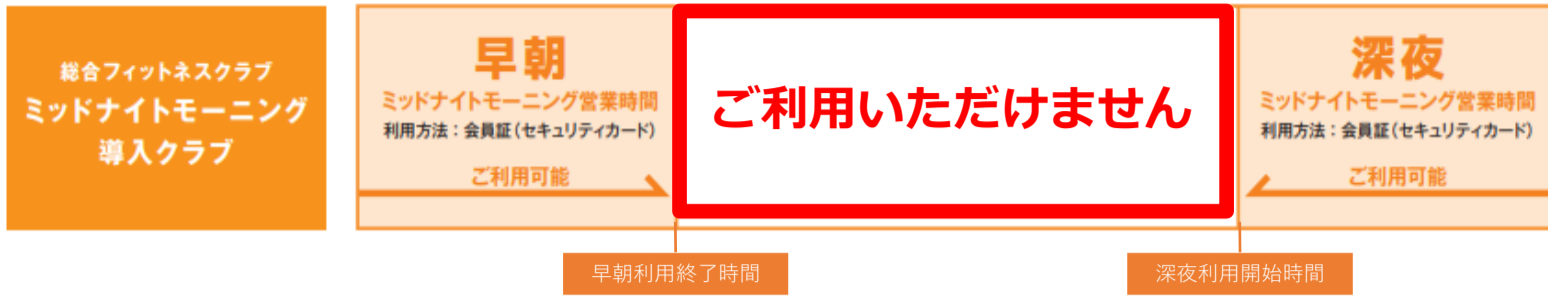 総合フィットネスクラブ
ミッドナイトモーニング
導入クラブ
早朝
ミッドナイトモーニング営業時間
利用方法：会員証(セキュリティカード)
ご利用可能
ご利用いただけません
深夜
ミッドナイトモーニング営業時間
利用方法：会員証(セキュリティカード)
ご利用可能
早朝利用終了時間
深夜利用開始時間